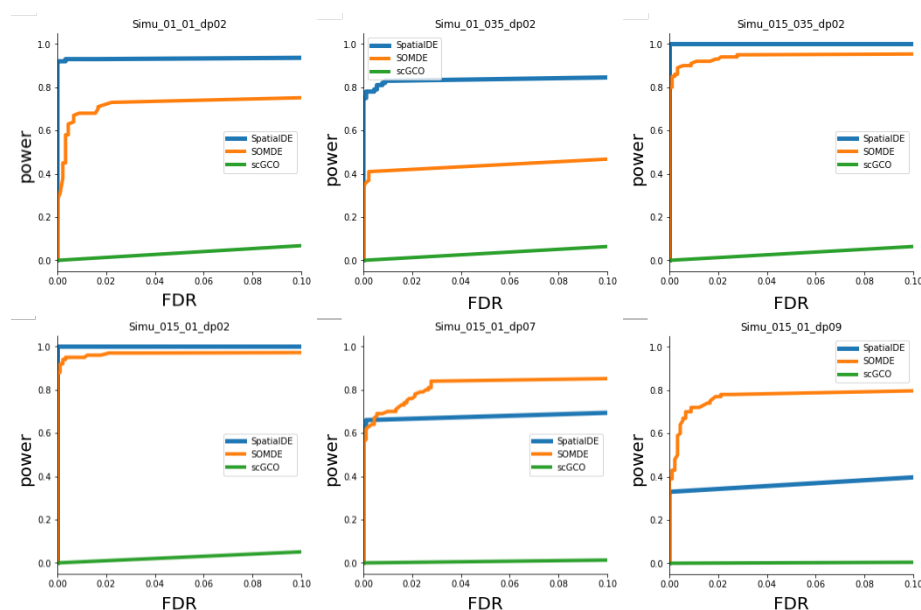 Simu_01_01_dp02
1.0
0.8
0.6
0.4
0.2
0.0
power
SpatialDE
SOMDE
scGCO
0.00 0.02 0.04 0.06 0.08 0.10
FDR
Simu_01_035_dp02
1.0
0.8
0.6
0.4
0.2
0.0
power
SpatialDE
SOMDE
scGCO
0.00 0.02 0.04 0.06 0.08 0.10
FDR
Simu_015_035_dp02
1.0
0.8
0.6
0.4
0.2
0.0
power
SpatialDE
SOMDE
scGCO
0.00 0.02 0.04 0.06 0.08 0.10
FDR
Simu_015_01_dp02
1.0
0.8
0.6
0.4
0.2
0.0
power
SpatialDE
SOMDE
scGCO
0.00 0.02 0.04 0.06 0.08 0.10
FDR
Simu_015_01_dp07
1.0
0.8
0.6
0.4
0.2
0.0
power
SpatialDE
SOMDE
scGCO
0.00 0.02 0.04 0.06 0.08 0.10
FDR
Simu_015_01_dp09
1.0
0.8
0.6
0.4
0.2
0.0
power
SpatialDE
SOMDE
scGCO
0.00 0.02 0.04 0.06 0.08 0.10
FDR